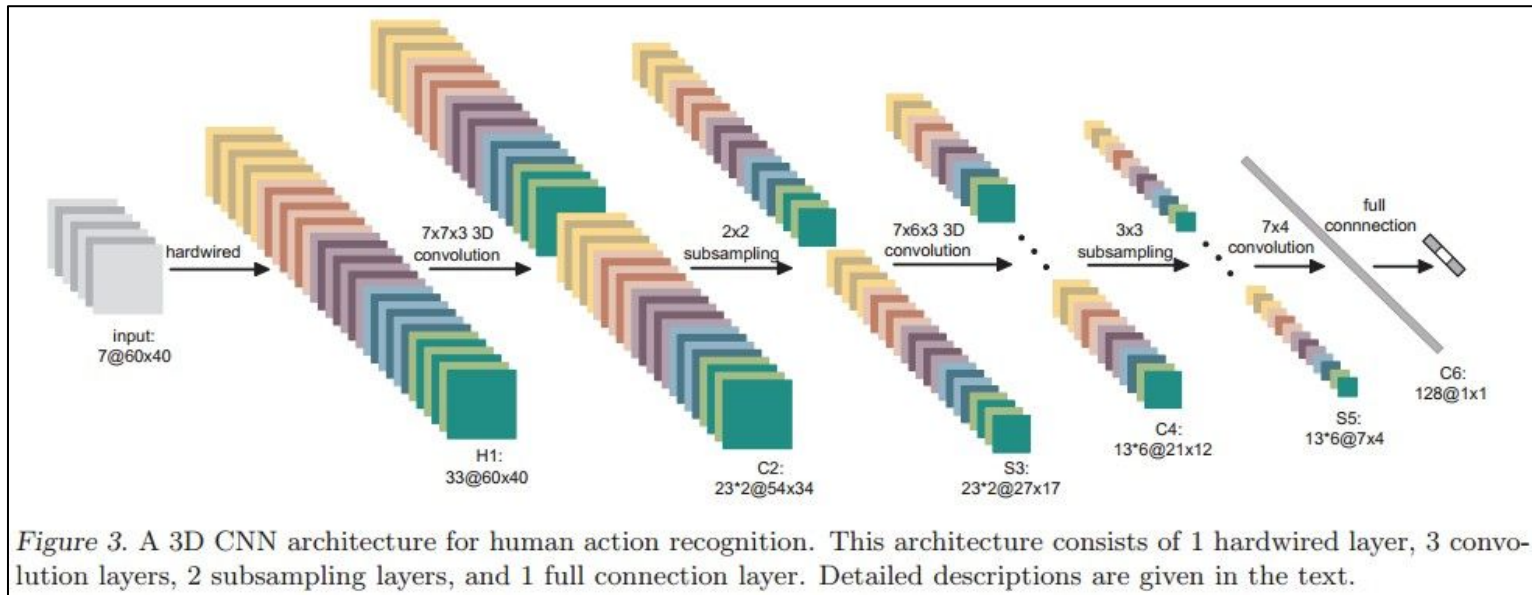 hardwired
7x7x3 3D
convolution
2x2
subsampling
7x6x3 3D
convolution
3x3
subsampling
7x4
convolution
full
connnection
input:
7@60x40
H1:
33@60x40
C2:
23*2@54x34
S3:
23*2@27x17
C4:
13*6@21x12
S5:
13*6@7x4
C6:
128@1x1
Figure 3. A 3D CNN architecture for human action recognition. This architecture consists of 1 hardwired layer, 3 convo-
lution layers, 2 subsampling layers, and 1 full connection layer. Detailed descriptions are given in the text.